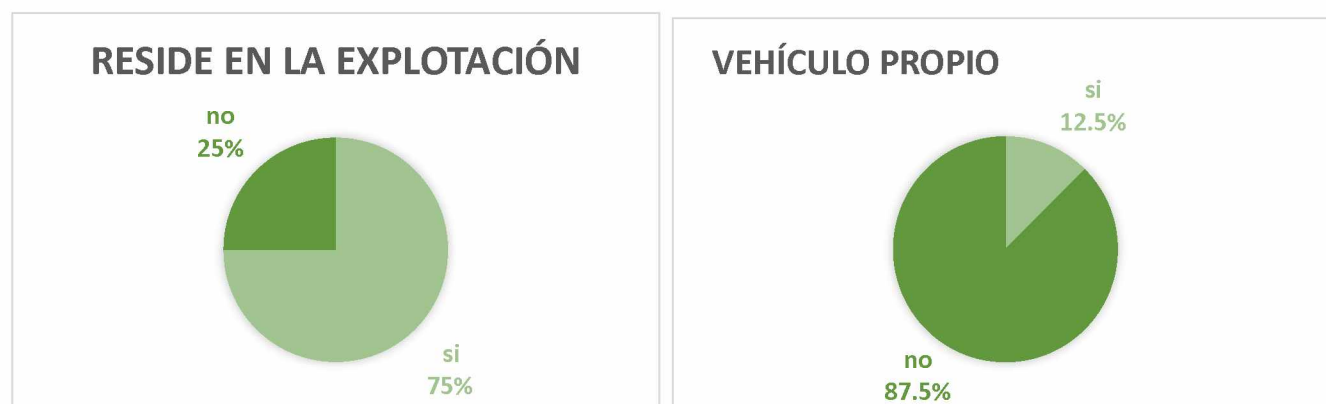 RESIDE EN LA EXPLOTACIÓN
no
25%
si
75%
VEHÍCULO PROPIO
si
12.5%
no
87.5%